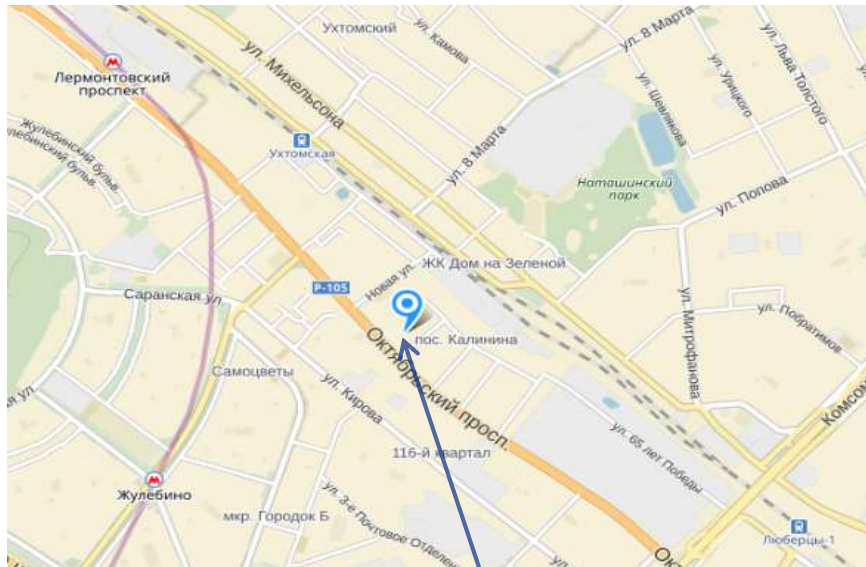 Ухтомский
ул. Камова
ул. 8 Марта
Лермонтовский
проспект
ул. Михельсона
ул. Шевлякова
ул. Урицкого
ул. Льва Толстого
Жулебинский бульв.
Ухтомская
ул. 8 Марта
Наташинский
парк
ул. Попова
ЖК Дом на Зеленой
Новая ул.
Р-105
Саранская ул.
ул. Побратимов
ул. Митрофанова
пос. Калинина
Октябрьский просп.
Самоцветы
ул. Кирова
116-й квартал
ул. 65 лет Победы
Жулебино
мкр. Городок Б
ул. 3-е Почтовое Отделен
Люберцы-1
Комсо
Окт